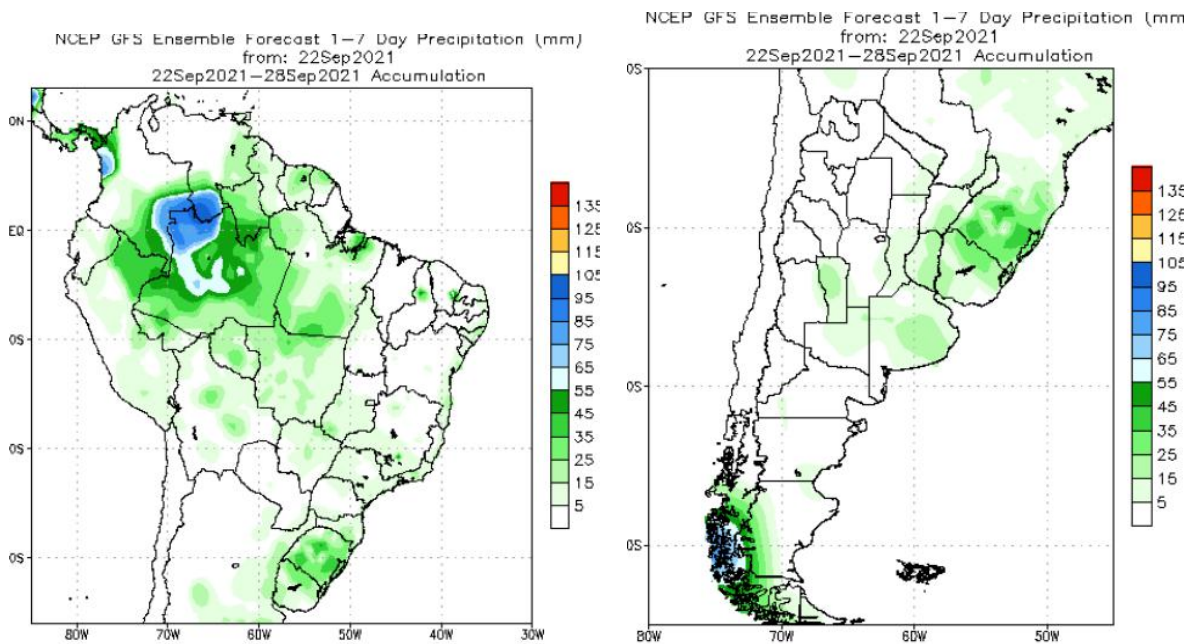 NCEP GFS Ensemble Forecast 1-7 Day Precipitation (mm)
from: 22Sep2021
22Sep2021-28Sep2021 Accumulation
0N
EQ
0S
0S
0S
80W 70W 60W 50W 40W 30W
135
125
115
105
95
85
75
65
55
45
35
25
15
5
NCEP GFS Ensemble Forecast 1-7 Day Precipitation (mm
from: 22Sep2021
22Sep2021-28Sep2021 Accumulation
0S
0S
0S
0S
80W 70W 60W 50W
135
125
115
105
95
85
75
65
55
45
35
25
15
5